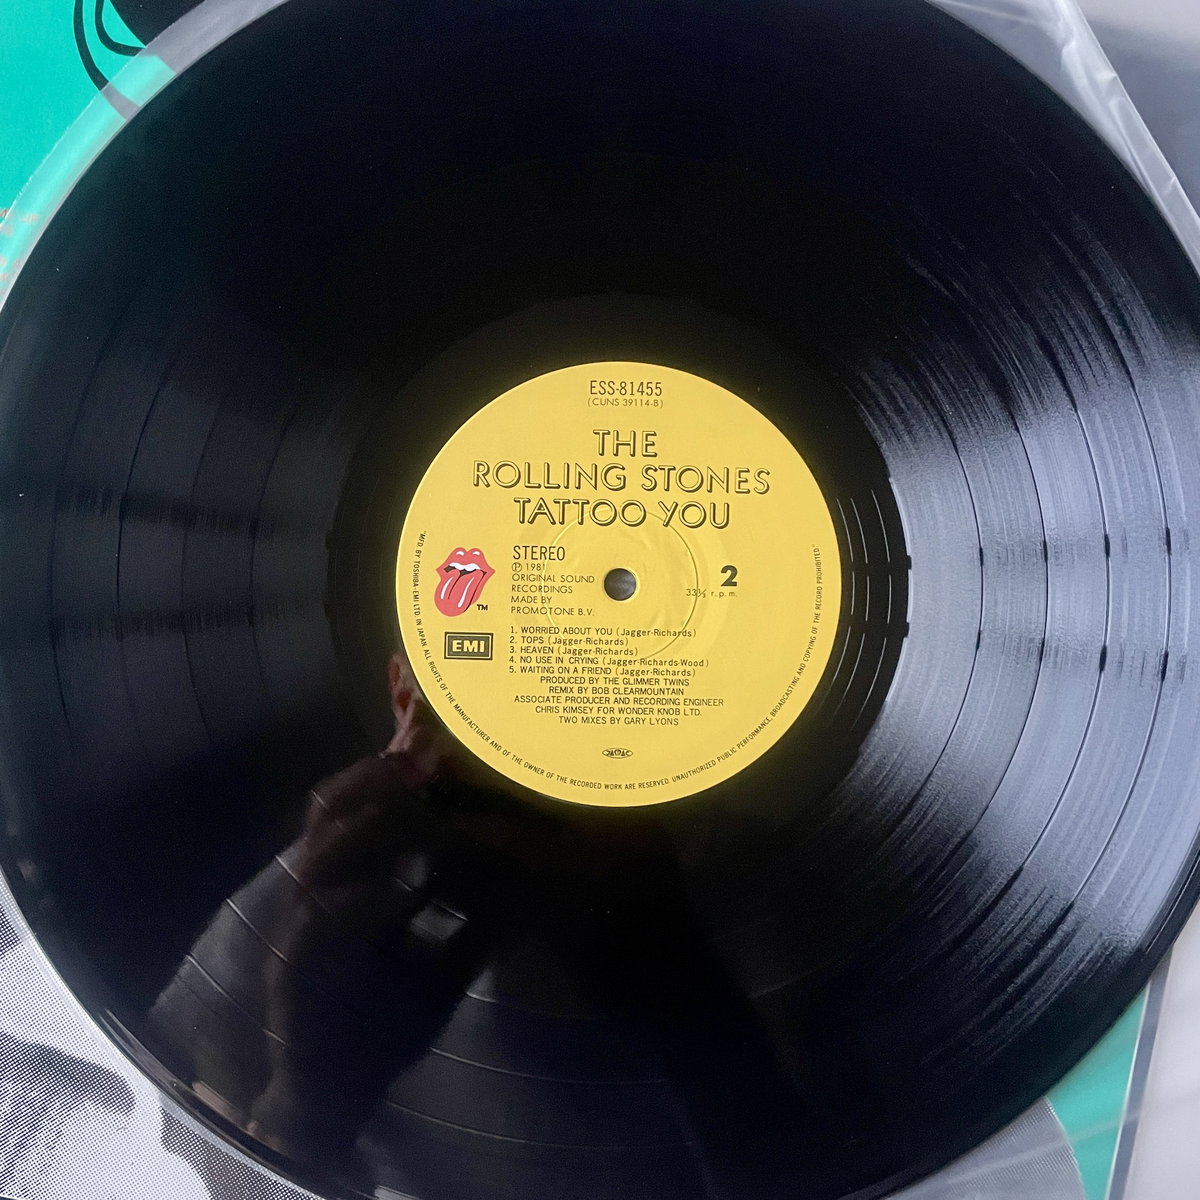 ESS-81455
(CUNS 39114-B)
THE
ROLLING STONES
TATTOO YOU
STEREO
Ⓟ 1981
ORIGINAL SOUND
RECORDINGS
MADE BY
PROMOTONE B.V.
2
33⅓ r.p.m.
TM
EMI
1. WORRIED ABOUT YOU (Jagger-Richards)
2. TOPS (Jagger-Richards)
3. HEAVEN (Jagger-Richards)
4. NO USE IN CRYING (Jagger-Richards-Wood)
5. WAITING ON A FRIEND (Jagger-Richards)
PRODUCED BY THE GLIMMER TWINS
REMIX BY BOB CLEARMOUNTAIN
ASSOCIATE PRODUCER AND RECORDING ENGINEER
CHRIS KIMSEY FOR WONDER KNOB LTD.
TWO MIXES BY GARY LYONS
"MFD. BY TOSHIBA-EMI LTD. IN JAPAN ALL RIGHTS OF THE MANUFACTURER AND OF THE OWNER OF THE RECORDED WORK ARE RESERVED. UNAUTHORIZED PUBLIC PERFORMANCE, BROADCASTING AND COPYING OF THE RECORD PROHIBITED."